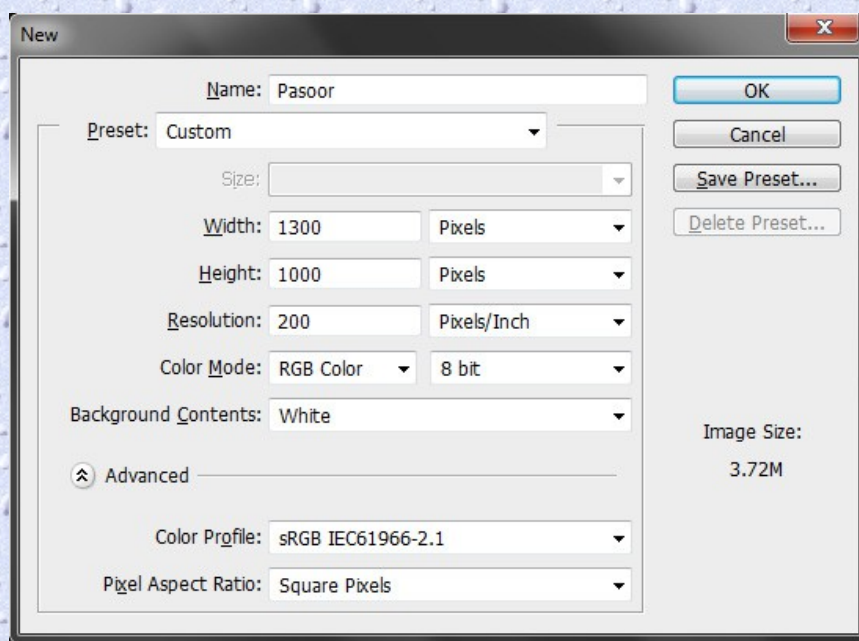 New
Name: Pasoor
OK
Preset: Custom
Cancel
Size:
Save Preset...
Width: 1300 Pixels
Delete Preset...
Height: 1000 Pixels
Resolution: 200 Pixels/Inch
Color Mode: RGB Color 8 bit
Background Contents: White
Image Size:
3.72M
Advanced
Color Profile: sRGB IEC61966-2.1
Pixel Aspect Ratio: Square Pixels